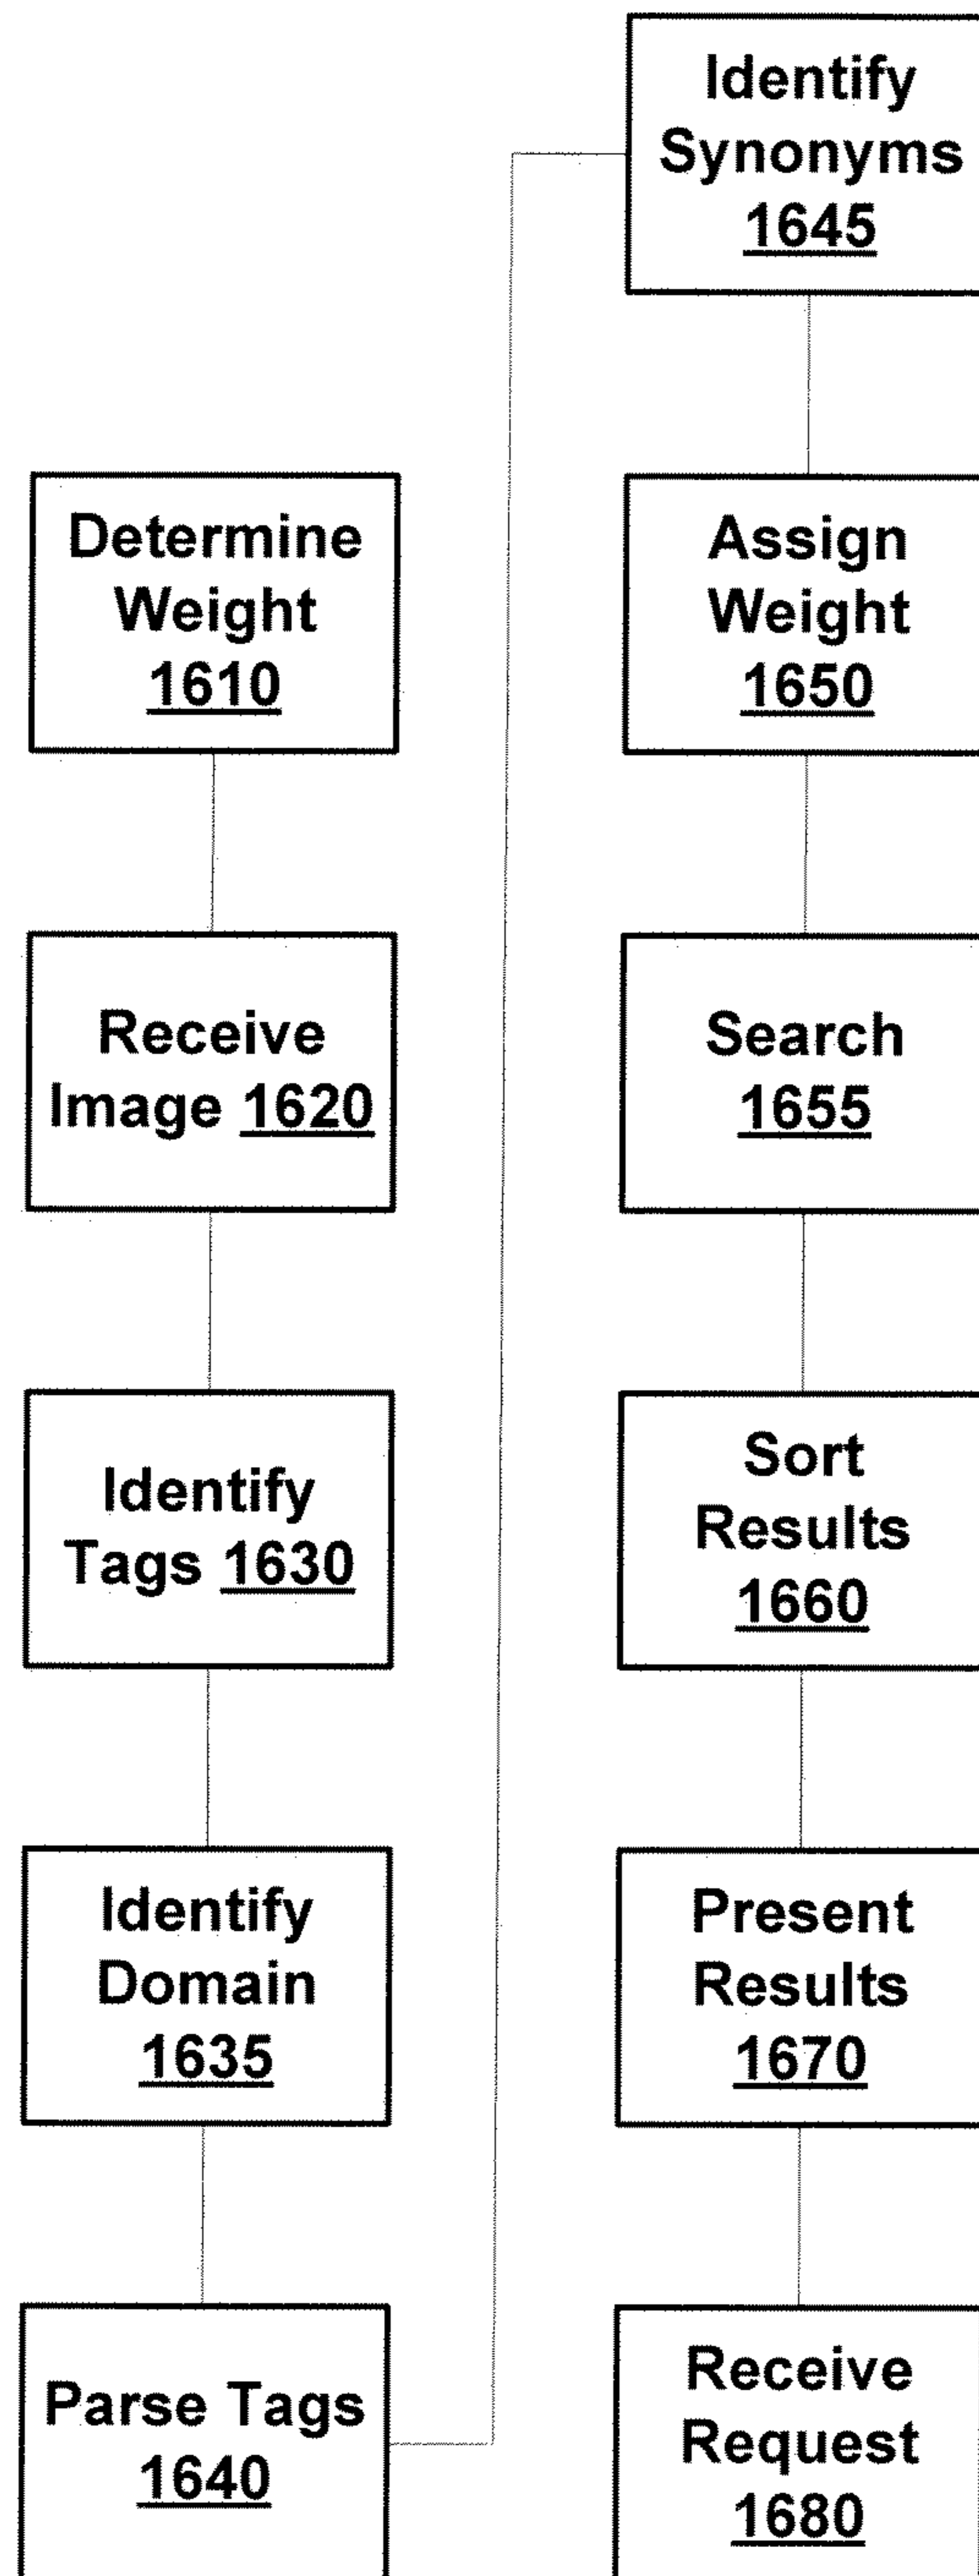 Determine
Weight
1610
Receive
Image 1620
Identify
Tags 1630
Identify
Domain
1635
Parse Tags
1640
Identify
Synonyms
1645
Assign
Weight
1650
Search
1655
Sort
Results
1660
Present
Results
1670
Receive
Request
1680